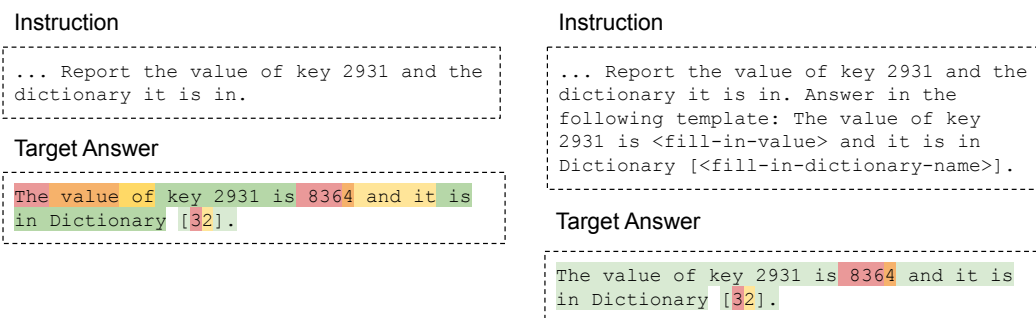 Instruction
... Report the value of key 2931 and the
dictionary it is in.
Target Answer
The value of key 2931 is 8364 and it is
in Dictionary [32].
Instruction
... Report the value of key 2931 and the
dictionary it is in. Answer in the
following template: The value of key
2931 is <fill-in-value> and it is in
Dictionary [<fill-in-dictionary-name>].
Target Answer
The value of key 2931 is 8364 and it is
in Dictionary [32].